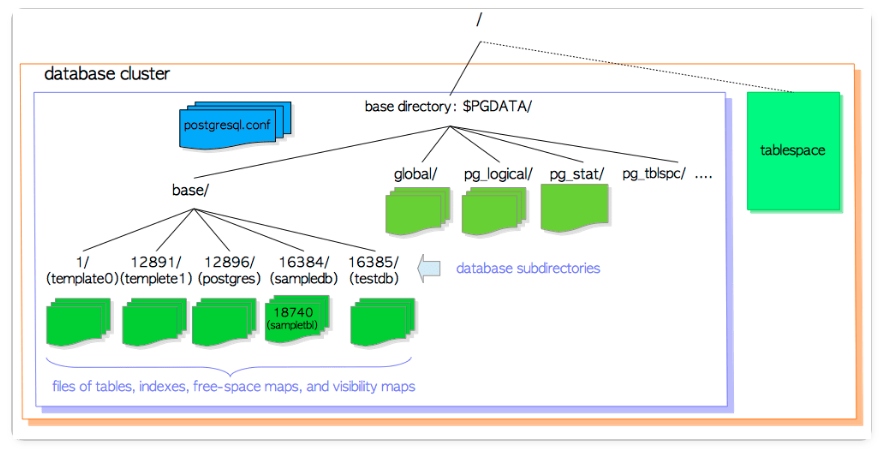 /
database cluster
base directory: $PGDATA/
postgresql.conf
tablespace
global/ pg_logical/ pg_stat/ pg_tblspc/ ....
base/
1/ 12891/ 12896/ 16384/ 16385/
(template0) (templete1) (postgres) (sampledb) (testdb)
database subdirectories
18740
(sampletbl)
files of tables, indexes, free-space maps, and visibility maps